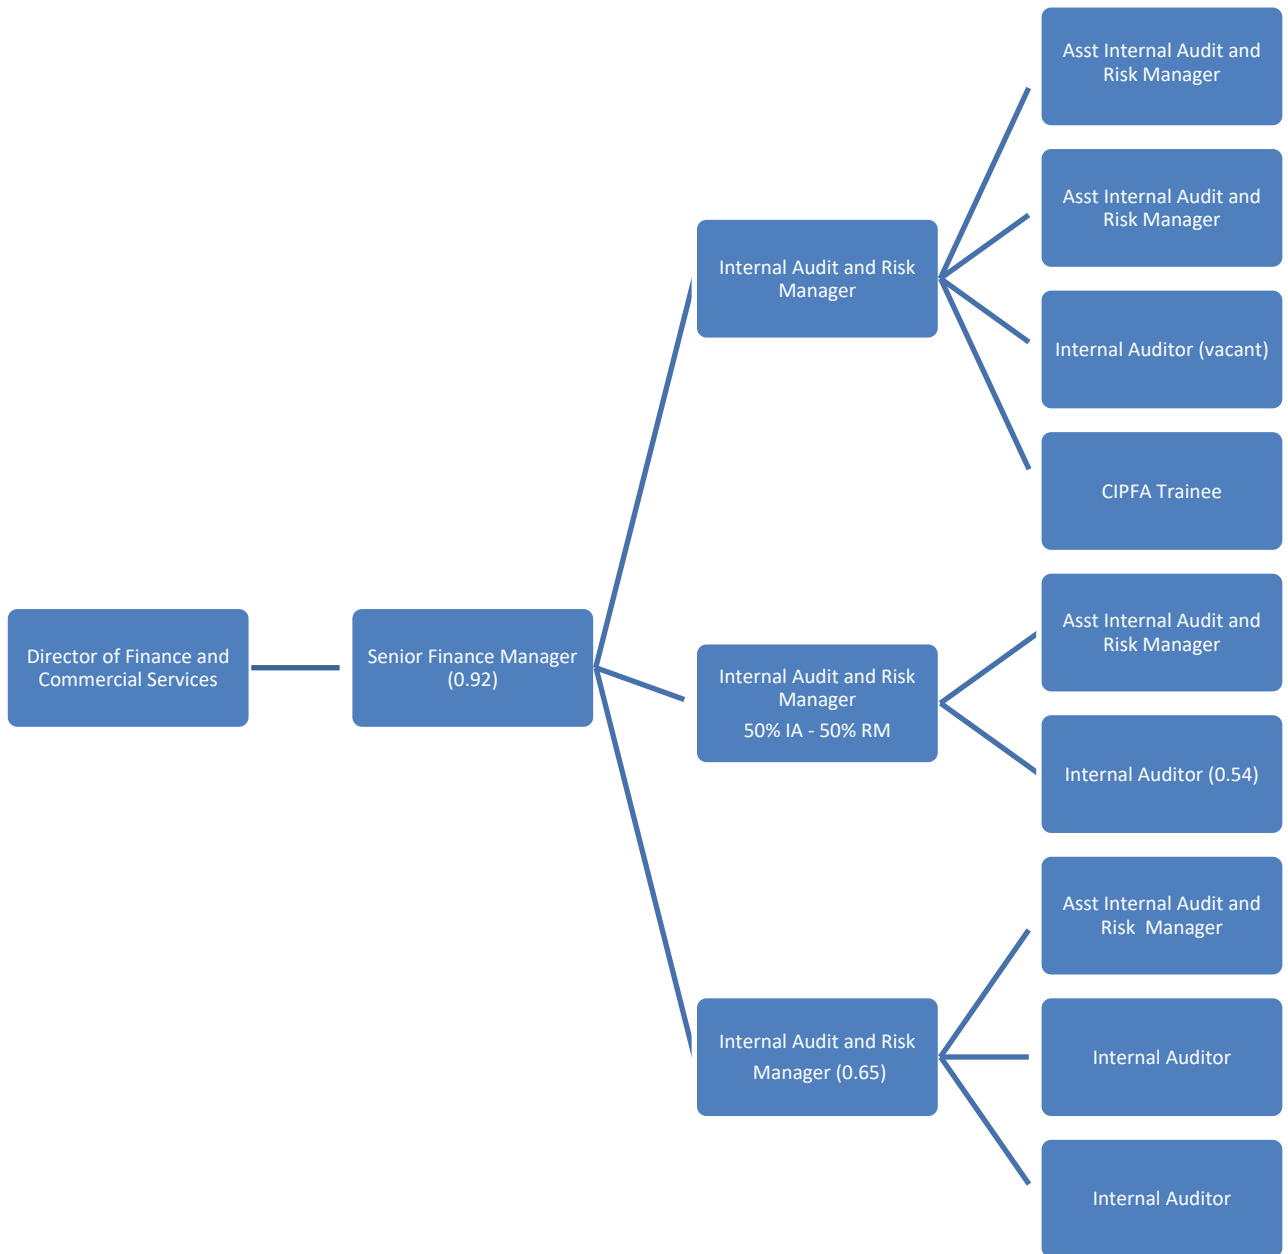 Director of Finance and
Commercial Services
Senior Finance Manager
(0.92)
Internal Audit and Risk
Manager
Asst Internal Audit and
Risk Manager
Asst Internal Audit and
Risk Manager
Internal Auditor (vacant)
CIPFA Trainee
Internal Audit and Risk
Manager
50% IA - 50% RM
Asst Internal Audit and
Risk Manager
Internal Auditor (0.54)
Internal Audit and Risk
Manager (0.65)
Asst Internal Audit and
Risk  Manager
Internal Auditor
Internal Auditor